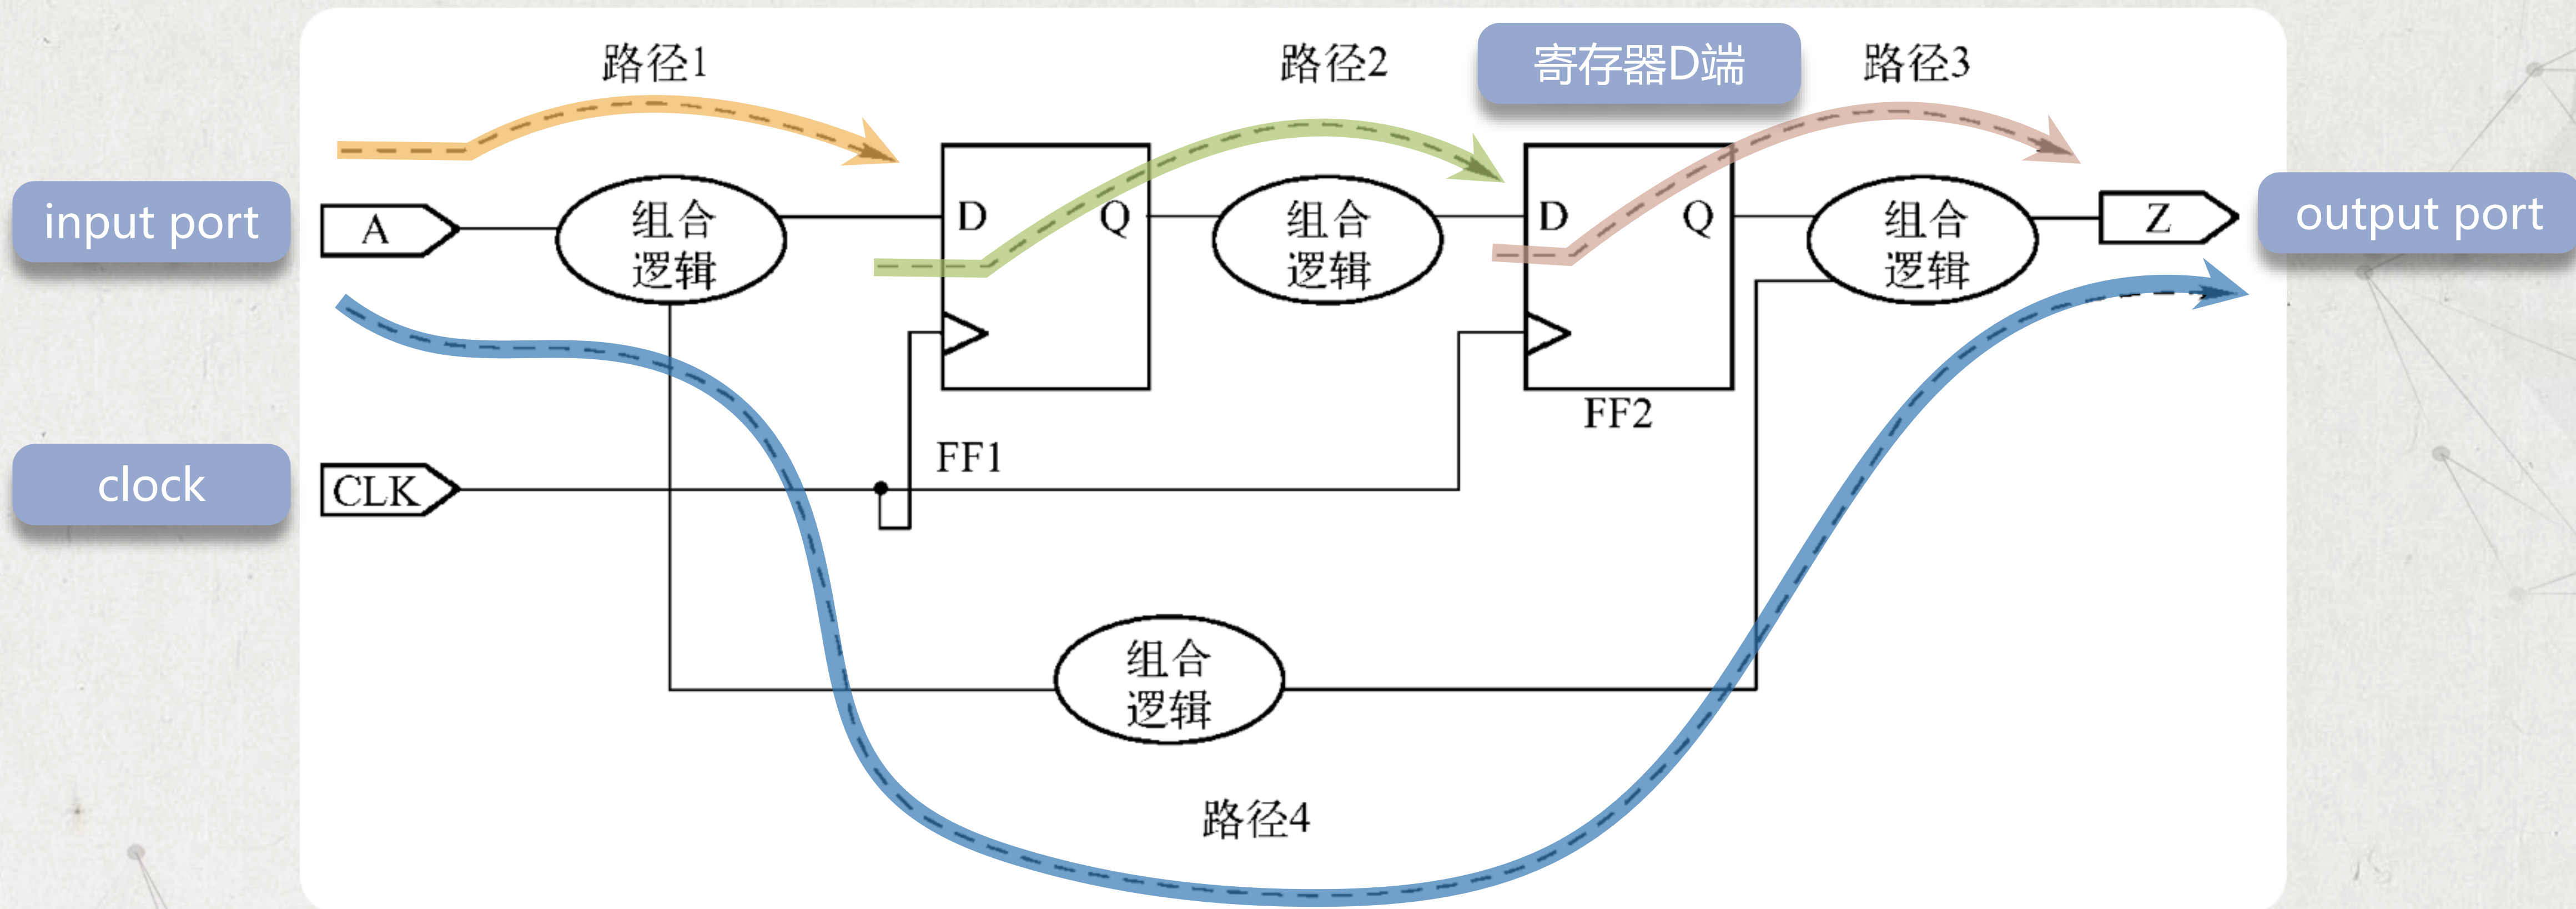 路径1
路径2
寄存器D端
路径3
input port
A
组合
逻辑
D
Q
组合
逻辑
D
Q
组合
逻辑
Z
output port
FF2
clock
CLK
FF1
组合
逻辑
路径4